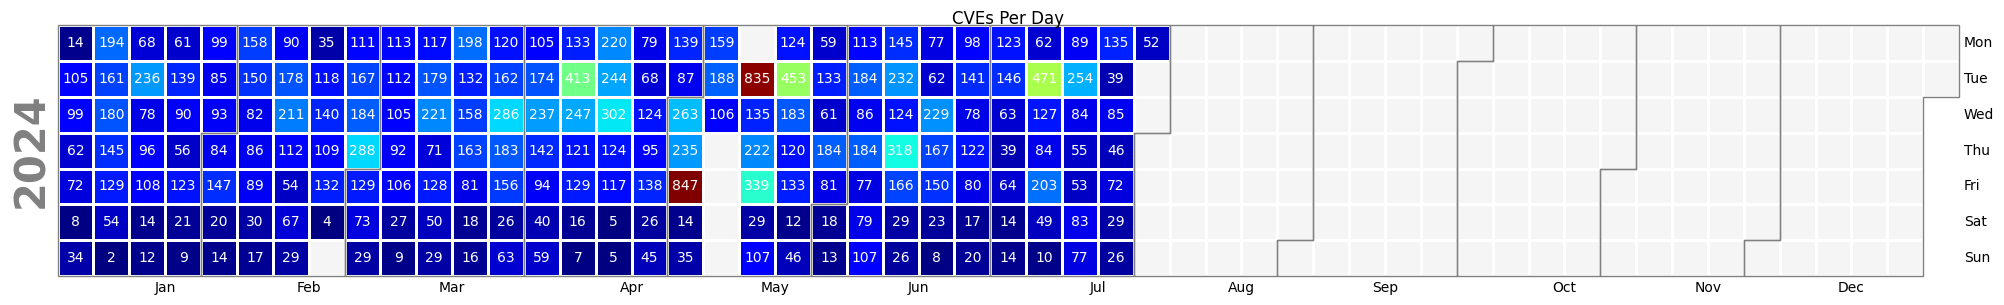 CVEs Per Day
2024
14 194 68 61 99 158 90 35 111 113 117 198 120 105 133 220 79 139 159 124 59 113 145 77 98 123 62 89 135 52 Mon
105 161 236 139 85 150 178 118 167 112 179 132 162 174 413 244 68 87 188 835 453 133 184 232 62 141 146 471 254 39 Tue
99 180 78 90 93 82 211 140 184 105 221 158 286 237 247 302 124 263 106 135 183 61 86 124 229 78 63 127 84 85 Wed
62 145 96 56 84 86 112 109 288 92 71 163 183 142 121 124 95 235 222 120 184 184 318 167 122 39 84 55 46 Thu
72 129 108 123 147 89 54 132 129 106 128 81 156 94 129 117 138 847 339 133 81 77 166 150 80 64 203 53 72 Fri
8 54 14 21 20 30 67 4 73 27 50 18 26 40 16 5 26 14 29 12 18 79 29 23 17 14 49 83 29 Sat
34 2 12 9 14 17 29 29 9 29 16 63 59 7 5 45 35 107 46 13 107 26 8 20 14 10 77 26 Sun
Jan Feb Mar Apr May Jun Jul Aug Sep Oct Nov Dec